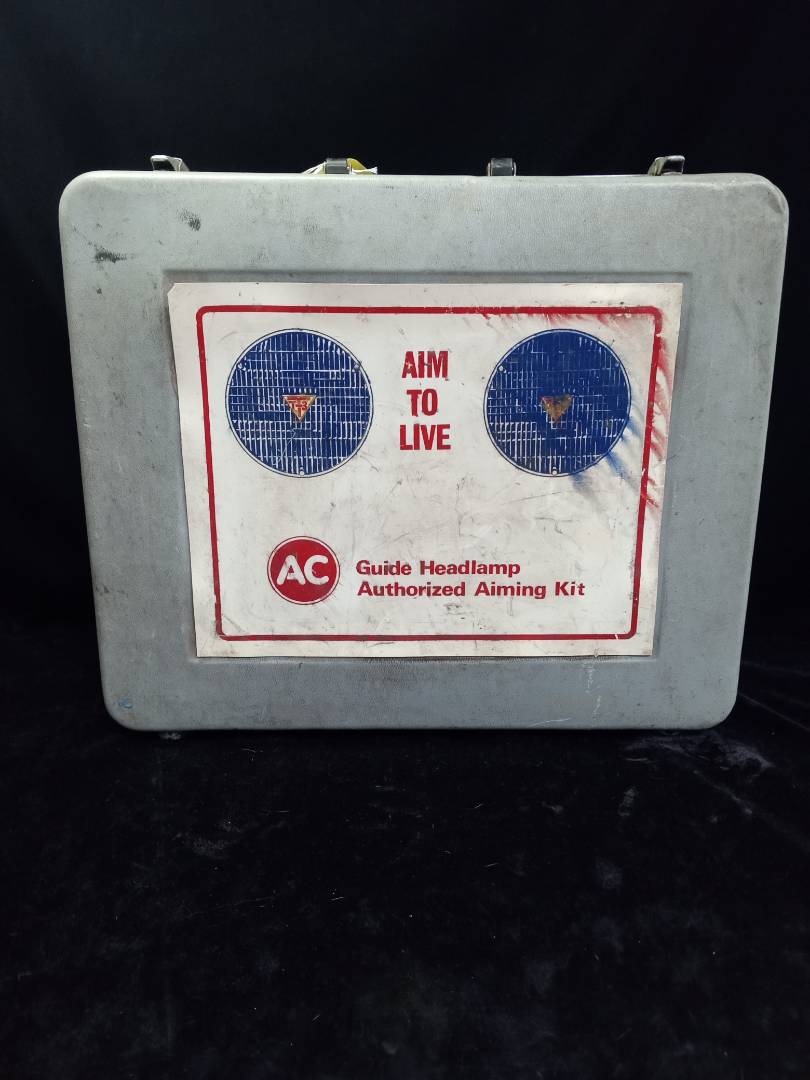 AIM
TO
LIVE
AC
Guide Headlamp
Authorized Aiming Kit